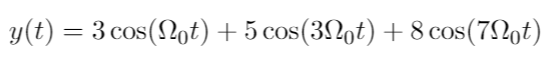 y(t) = 3 cos(Ω₀t) + 5 cos(3Ω₀t) + 8 cos(7Ω₀t)